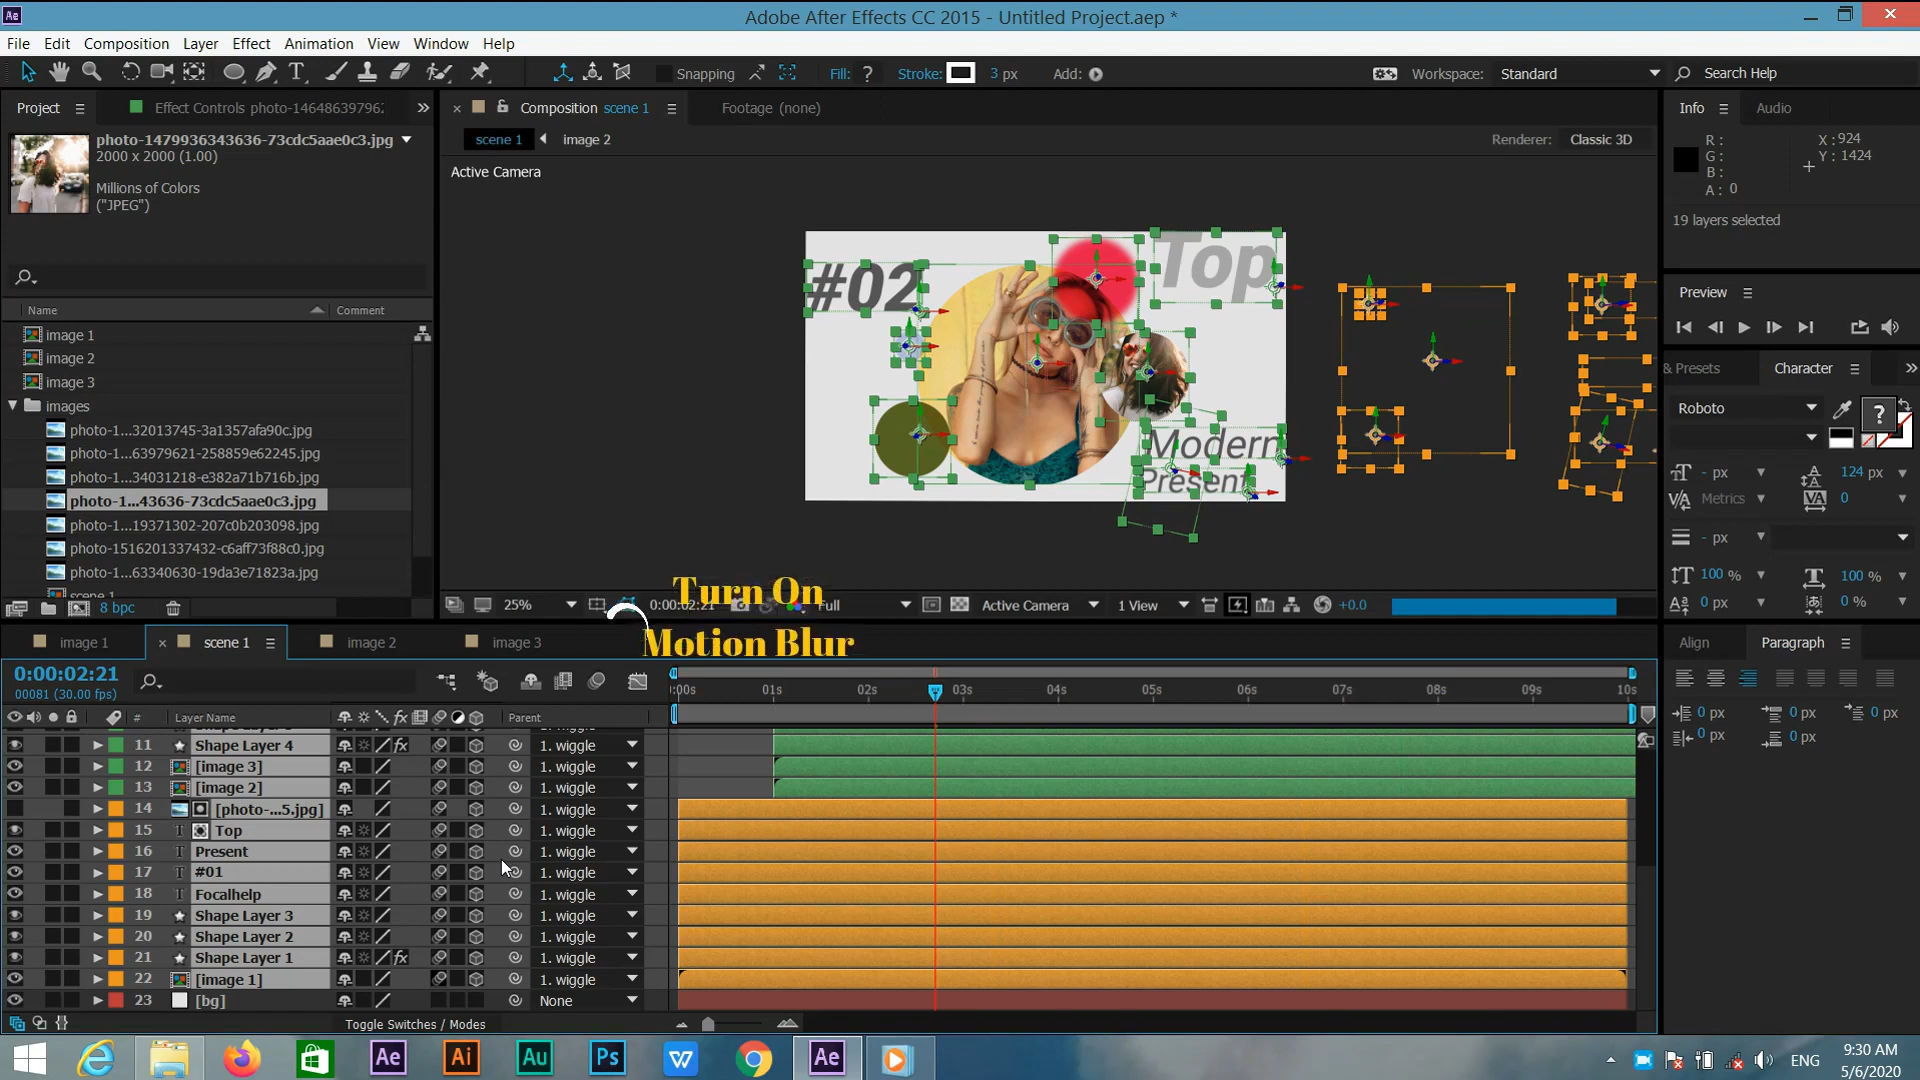 Adobe After Effects CC 2015 - Untitled Project.aep *
File Edit Composition Layer Effect Animation View Window Help
Snapping Fill: ? Stroke: 3 px Add: Workspace: Standard Search Help
Project Effect Controls photo-146486397962
Composition scene 1 Footage (none)
Info Audio
photo-1479936343636-73cdc5aae0c3.jpg
2000 x 2000 (1.00)
Millions of Colors
("JPEG")
scene 1 image 2
Renderer: Classic 3D
Active Camera
R :
G :
B :
A : 0
X : 924
Y : 1424
19 layers selected
Name Comment
image 1
image 2
image 3
images
photo-1...32013745-3a1357afa90c.jpg
photo-1...63979621-258859e62245.jpg
photo-1...34031218-e382a71b716b.jpg
photo-1...43636-73cdc5aae0c3.jpg
photo-1...19371302-207c0b203098.jpg
photo-1516201337432-c6aff73f88c0.jpg
photo-1...63340630-19da3e71823a.jpg
scene 1
8 bpc
#02
Top
Modern
Present
Preview
& Presets Character
Roboto
?
- px 124 px
Metrics 0
- px
100 % 100 %
0 px 0 %
25% 0:00:02:21 Full Active Camera 1 View +0.0
Turn On
Motion Blur
image 1 scene 1 image 2 image 3
Align Paragraph
0 px 0 px 0 px
0 px 0 px
0:00:02:21
00081 (30.00 fps)
:00s 01s 02s 03s 04s 05s 06s 07s 08s 09s 10s
# Layer Name fx Parent
11 Shape Layer 4 fx 1. wiggle
12 [image 3] 1. wiggle
13 [image 2] 1. wiggle
14 [photo-...5.jpg] 1. wiggle
15 T Top 1. wiggle
16 T Present 1. wiggle
17 T #01 1. wiggle
18 T Focalhelp 1. wiggle
19 Shape Layer 3 1. wiggle
20 Shape Layer 2 1. wiggle
21 Shape Layer 1 fx 1. wiggle
22 [image 1] 1. wiggle
23 [bg] None
Toggle Switches / Modes
Ae Ai Au Ps W Ae
ENG
9:30 AM
5/6/2020